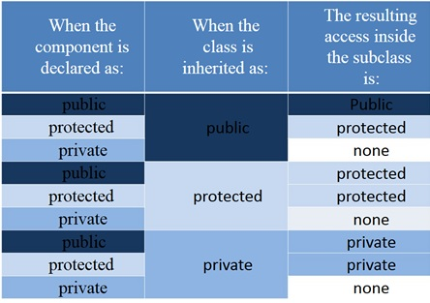 When the component is declared as:
When the class is inherited as:
The resulting access inside the subclass is:
public
public
Public
protected
protected
private
none
public
protected
protected
protected
protected
private
none
public
private
private
protected
private
private
none